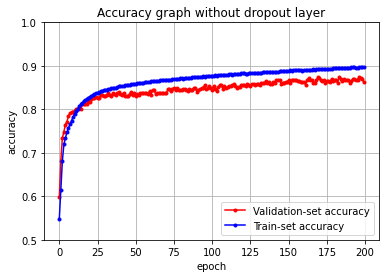 Accuracy graph without dropout layer
1.0
0.9
0.8
0.7
0.6
0.5
accuracy
0 25 50 75 100 125 150 175 200
epoch
Validation-set accuracy
Train-set accuracy